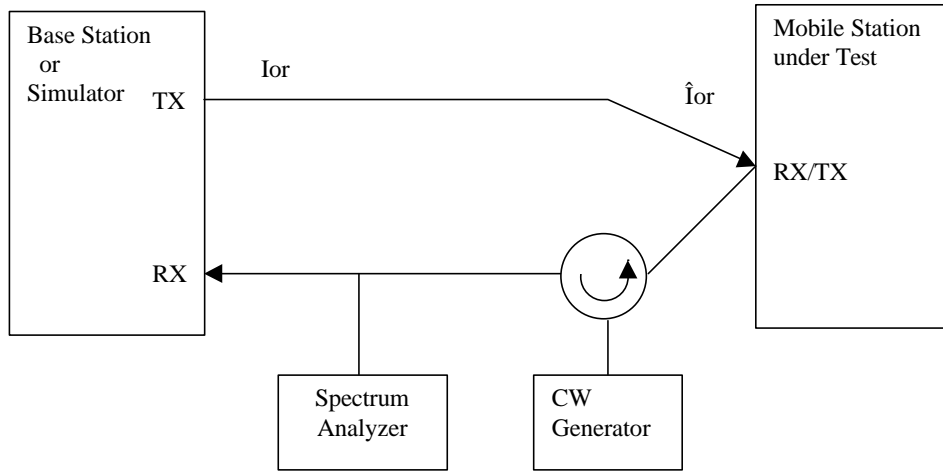 Base Station
or
Simulator
TX
RX
Ior
Îor
Mobile Station
under Test
RX/TX
Spectrum
Analyzer
CW
Generator